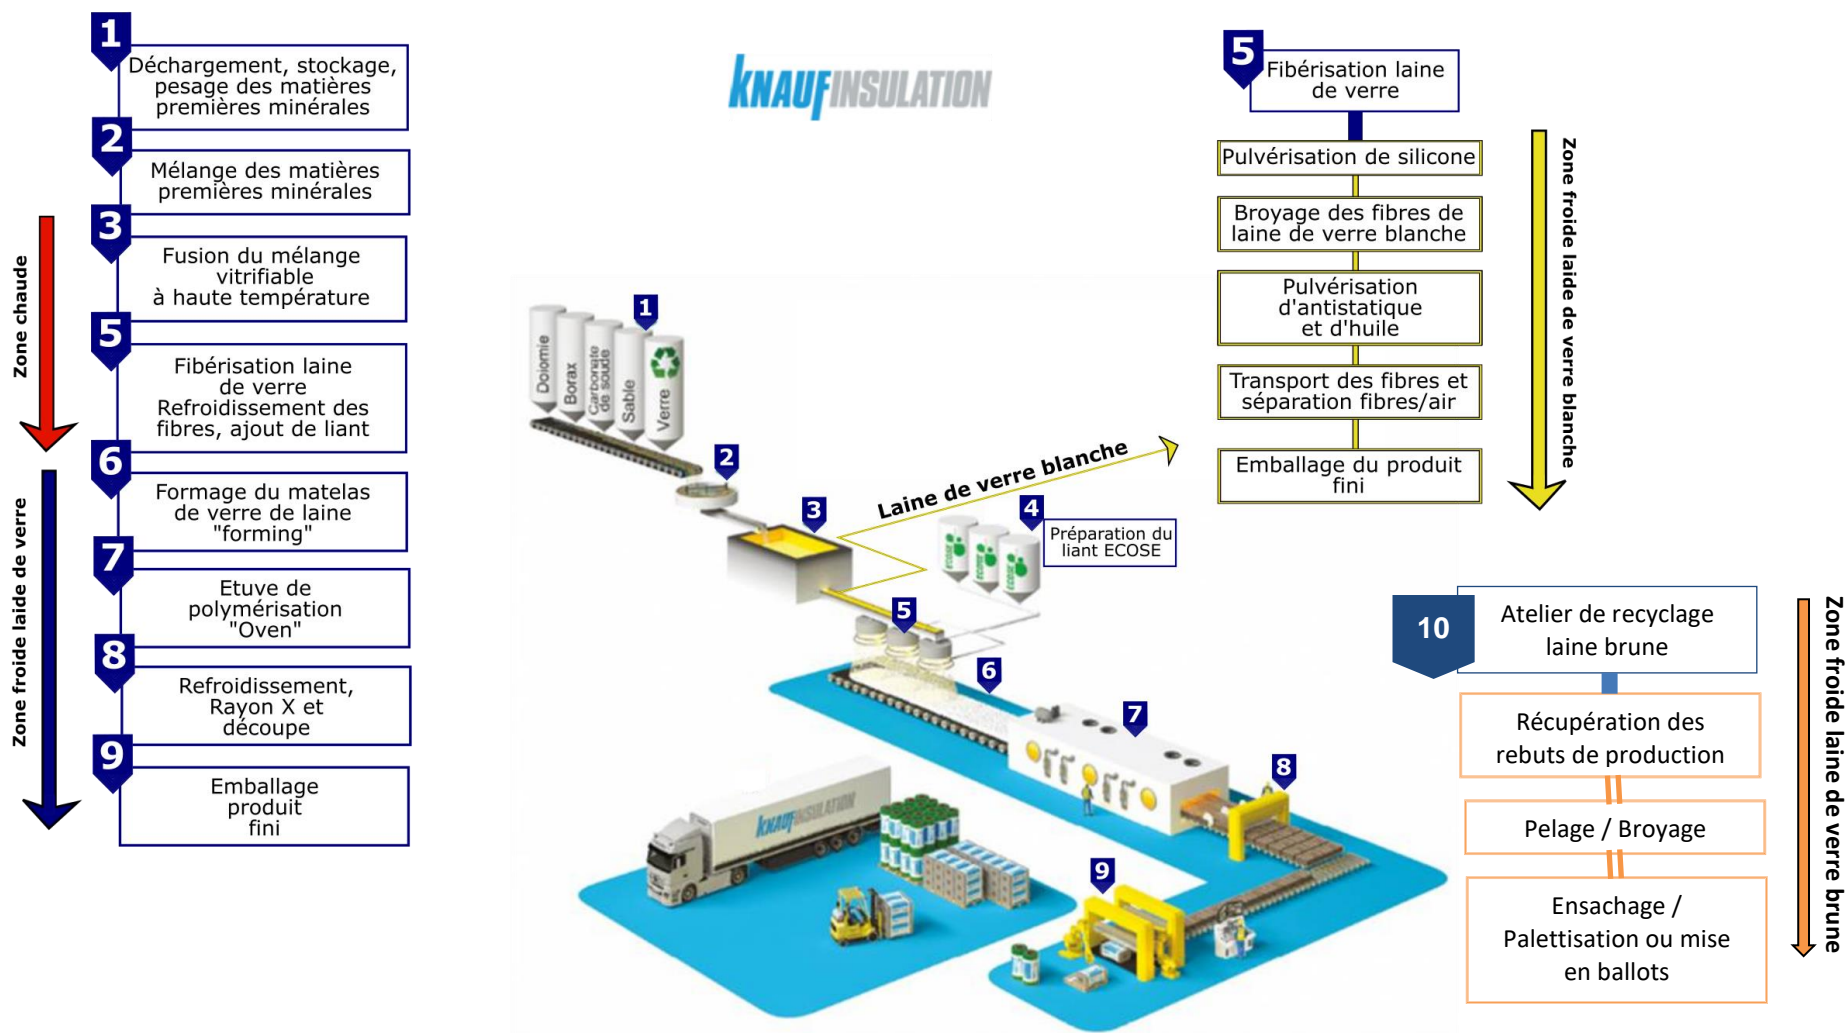 1
Déchargement, stockage,
pesage des matières
premières minérales
2
Mélange des matières
premières minérales
3
Fusion du mélange
vitrifiable
à haute température
5
Fibérisation laine
de verre
Refroidissement des
fibres, ajout de liant
6
Formage du matelas
de verre de laine
"forming"
7
Etuve de
polymérisation
"Oven"
8
Refroidissement,
Rayon X et
découpe
9
Emballage
produit
fini
Zone chaude
Zone froide laide de verre
KNAUFINSULATION
1
Doiomie
Borax
Carbonate
de soude
Sable
Verre
2
3
Laine de verre blanche
4
Préparation du
liant ECOSE
ECOSE
ECOSE
ECOSE
5
6
7
8
9
KNAUFINSULATION
5
Fibérisation laine
de verre
Pulvérisation de silicone
Broyage des fibres de
laine de verre blanche
Pulvérisation
d'antistatique
et d'huile
Transport des fibres et
séparation fibres/air
Emballage du produit
fini
Zone froide laide de verre blanche
10
Atelier de recyclage
laine brune
Récupération des
rebuts de production
Pelage / Broyage
Ensachage /
Palettisation ou mise
en ballots
Zone froide laine de verre brune